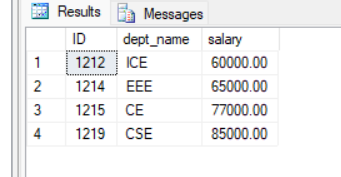 Results Messages
ID dept_name salary
1 1212 ICE 60000.00
2 1214 EEE 65000.00
3 1215 CE 77000.00
4 1219 CSE 85000.00